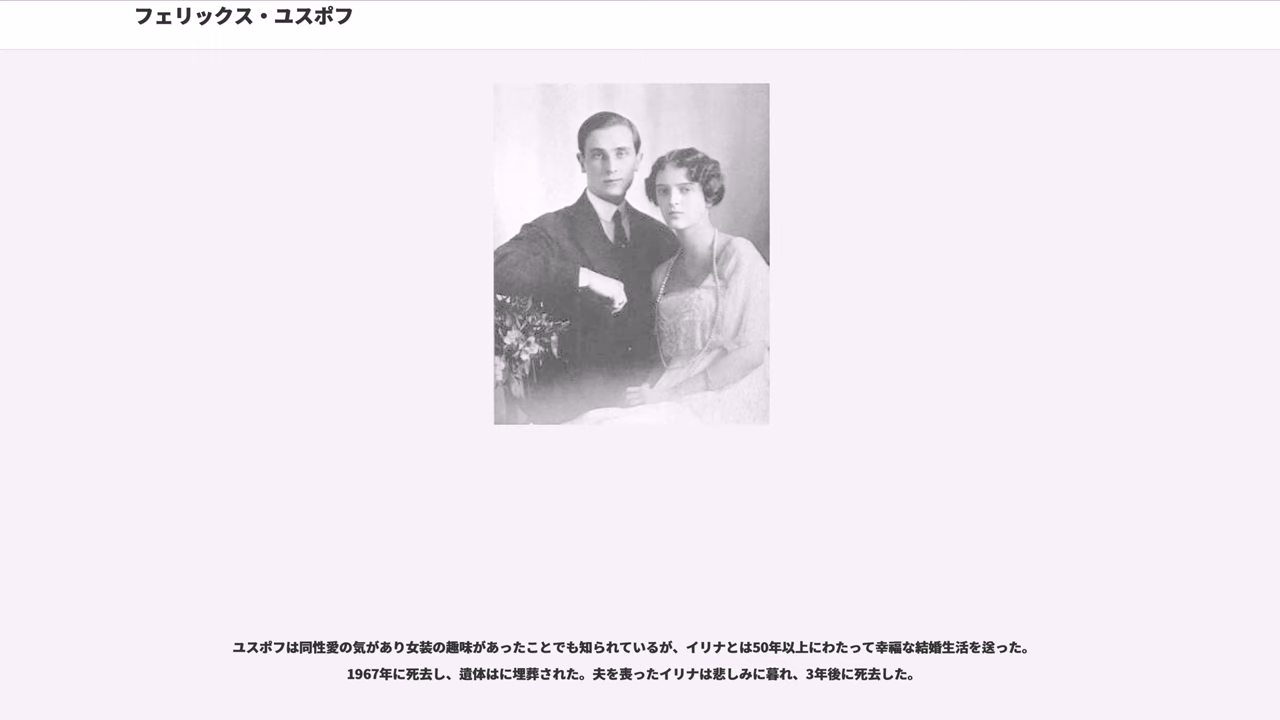 フェリックス・ユスポフ
ユスポフは同性愛の気があり女装の趣味があったことでも知られているが、イリナとは50年以上にわたって幸福な結婚生活を送った。
1967年に死去し、遺体はに埋葬された。夫を喪ったイリナは悲しみに暮れ、3年後に死去した。